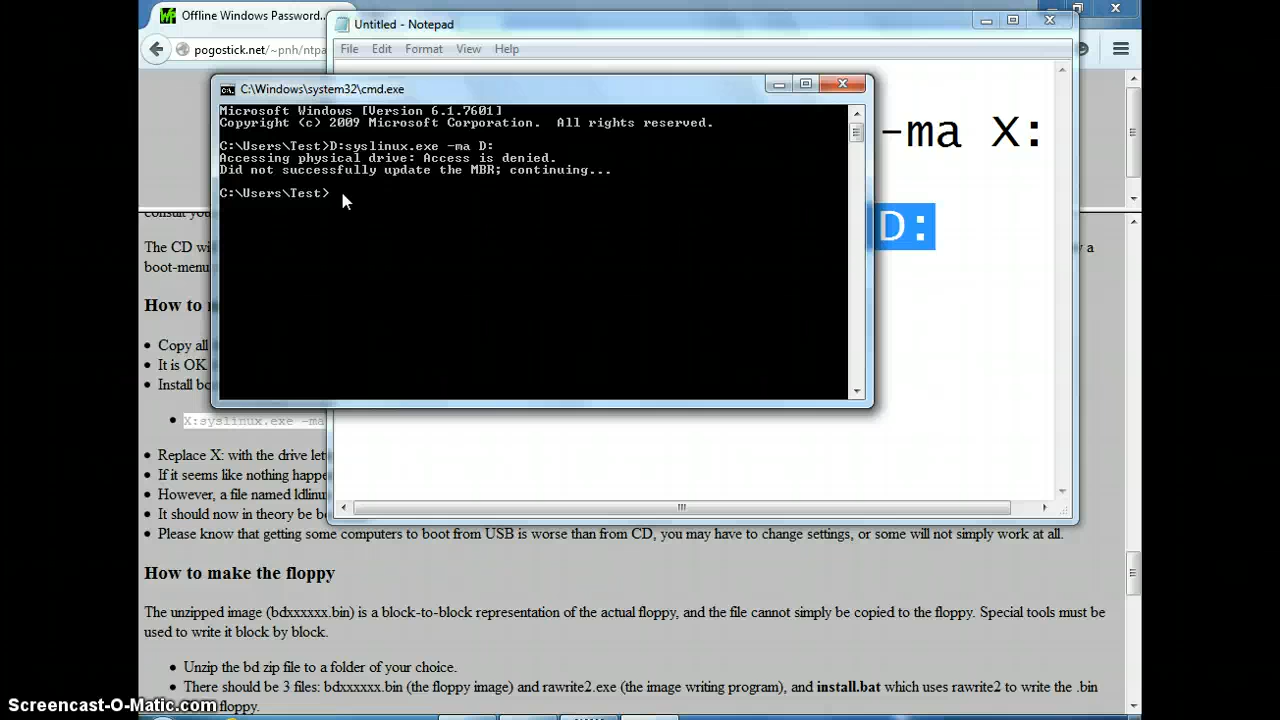 Offline Windows Password...
Untitled - Notepad
pogostick.net/~pnh/ntpa
File Edit Format View Help
C:\Windows\system32\cmd.exe
Microsoft Windows [Version 6.1.7601]
Copyright (c) 2009 Microsoft Corporation. All rights reserved.
C:\Users\Test>D:syslinux.exe -ma D:
Accessing physical drive: Access is denied.
Did not successfully update the MBR; continuing...
C:\Users\Test>
-ma X:
D:
consult you
The CD wi
a
boot-menu
How to
Copy all
It is OK
Install bo
X:syslinux.exe -ma
Replace X: with the drive lett
If it seems like nothing happe
However, a file named ldlinu
It should now in theory be bo
Please know that getting some computers to boot from USB is worse than from CD, you may have to change settings, or some will not simply work at all.
How to make the floppy
The unzipped image (bdxxxxxx.bin) is a block-to-block representation of the actual floppy, and the file cannot simply be copied to the floppy. Special tools must be
used to write it block by block.
Unzip the bd zip file to a folder of your choice.
There should be 3 files: bdxxxxxx.bin (the floppy image) and rawrite2.exe (the image writing program), and install.bat which uses rawrite2 to write the .bin
floppy.
Screencast-O-Matic.com